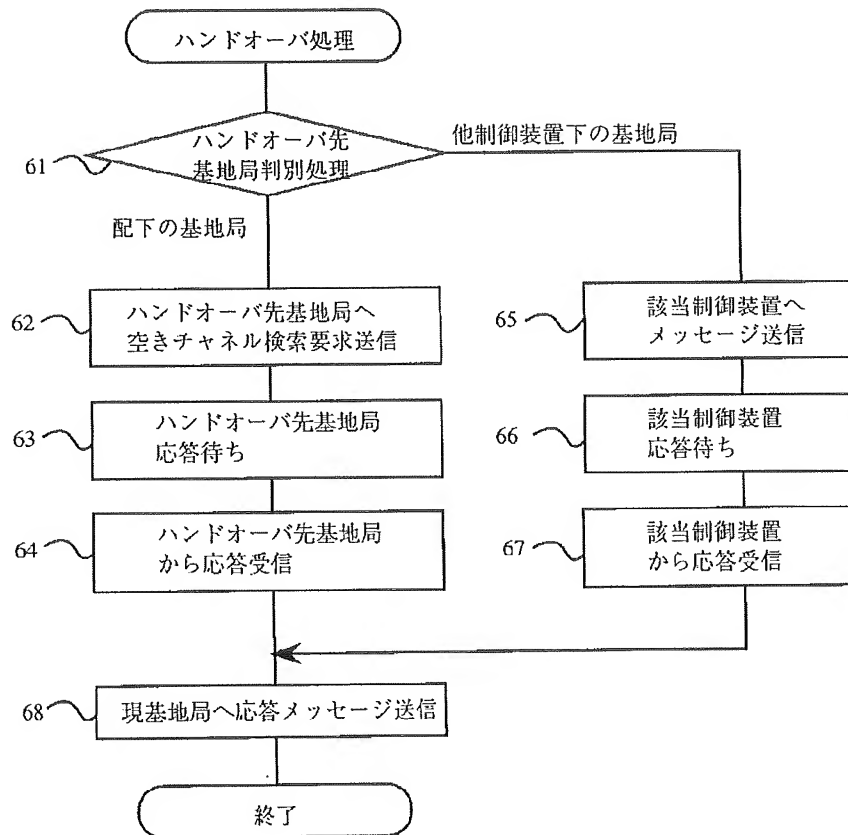 ハンドオーバ処理
ハンドオーバ先
基地局判別処理
61
他制御装置下の基地局
配下の基地局
62
ハンドオーバ先基地局へ
空きチャネル検索要求送信
65
該当制御装置へ
メッセージ送信
63
ハンドオーバ先基地局
応答待ち
66
該当制御装置
応答待ち
64
ハンドオーバ先基地局
から応答受信
67
該当制御装置
から応答受信
68
現基地局へ応答メッセージ送信
終了